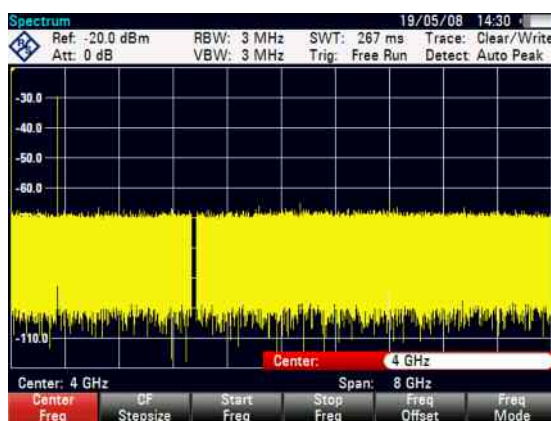 Spectrum 19/05/08 14:30
Ref: -20.0 dBm RBW: 3 MHz SWT: 267 ms Trace: Clear/Write
Att: 0 dB VBW: 3 MHz Trig: Free Run Detect: Auto Peak
-30.0
-40.0
-50.0
-60.0
-110.0
Center: 4 GHz
Center: 4 GHz Span: 8 GHz
Center Freq CF Stepsize Start Freq Stop Freq Freq Offset Freq Mode